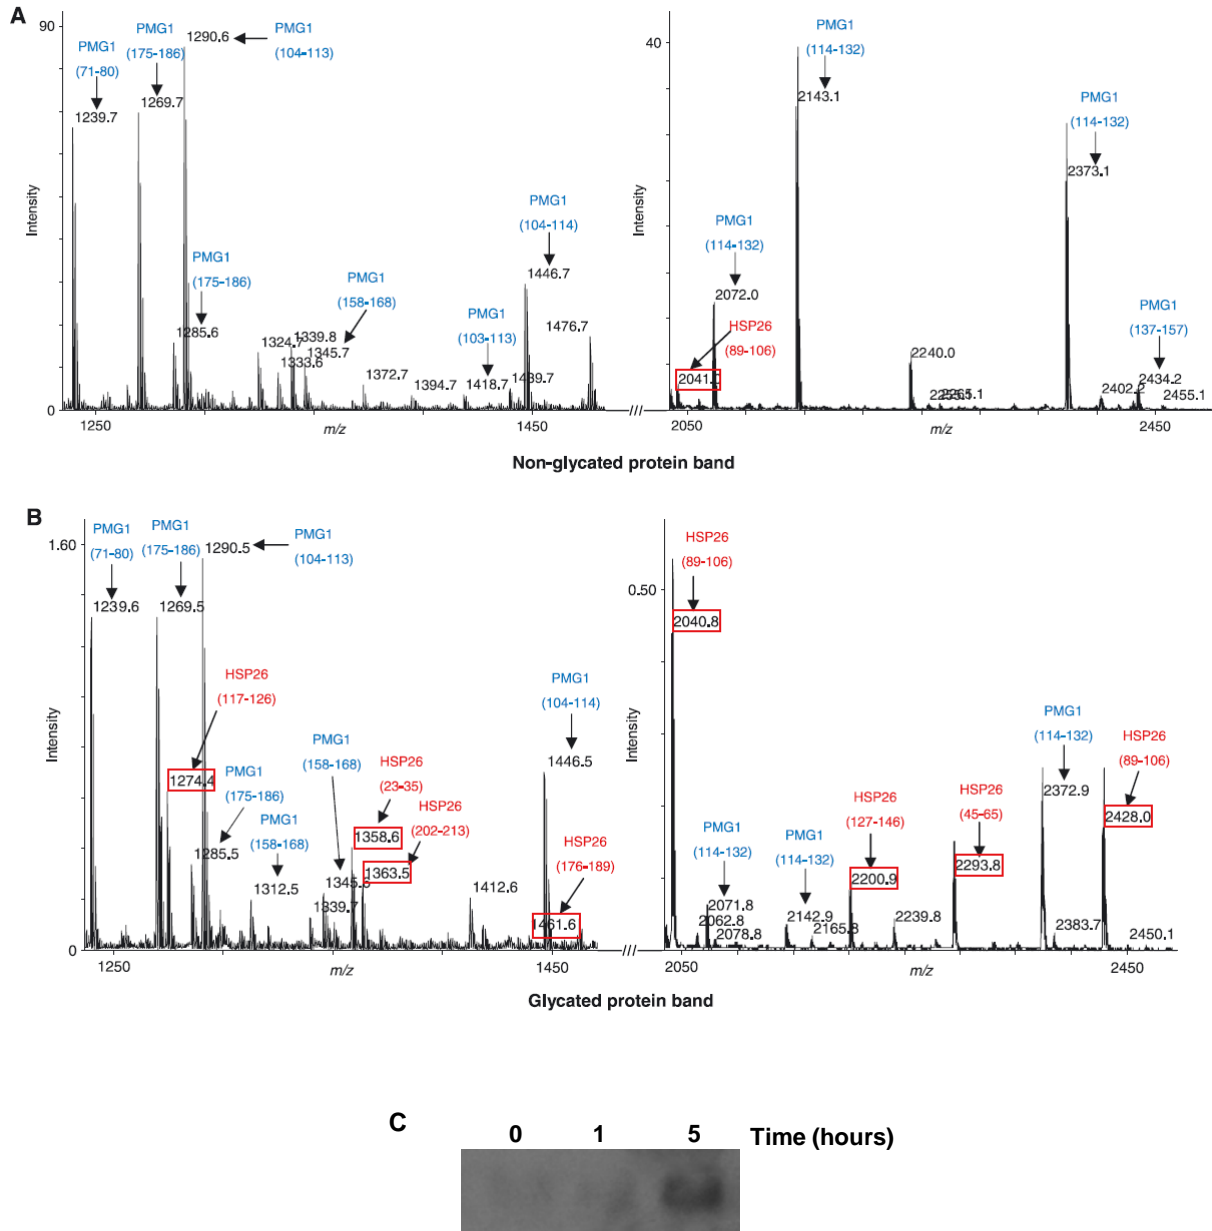 A
90
PMG1
(71-80)
1239.7
PMG1
(175-186)
1269.7
1290.6
PMG1
(104-113)
PMG1
(175-186)
1285.6
1324.7
1339.8
1333.6
1345.7
PMG1
(158-168)
1372.7
1394.7
PMG1
(103-113)
1418.7
1439.7
PMG1
(104-114)
1446.7
1476.7
Intensity
0
1250
m/z
1450
//
40
Intensity
HSP26
(89-106)
2041.0
PMG1
(114-132)
2072.0
PMG1
(114-132)
2143.1
2240.0
2265.1
PMG1
(114-132)
2373.1
2402.2
PMG1
(137-157)
2434.2
2455.1
2050
m/z
2450
Non-glycated protein band
B
1.60
PMG1
(71-80)
1239.6
PMG1
(175-186)
1269.5
1290.5
PMG1
(104-113)
HSP26
(117-126)
1274.4
PMG1
(175-186)
1285.5
PMG1
(158-168)
1312.5
PMG1
(158-168)
1345.6
1339.7
HSP26
(23-35)
1358.6
HSP26
(202-213)
1363.5
1412.6
PMG1
(104-114)
1446.5
HSP26
(176-189)
1461.6
Intensity
0
1250
m/z
1450
//
0.50
Intensity
HSP26
(89-106)
2040.8
PMG1
(114-132)
2071.8
2062.8
2078.8
PMG1
(114-132)
2142.9
2165.8
HSP26
(127-146)
2200.9
2239.8
HSP26
(45-65)
2293.8
PMG1
(114-132)
2372.9
2383.7
HSP26
(89-106)
2428.0
2450.1
2050
m/z
2450
Glycated protein band
C
0 1 5 Time (hours)